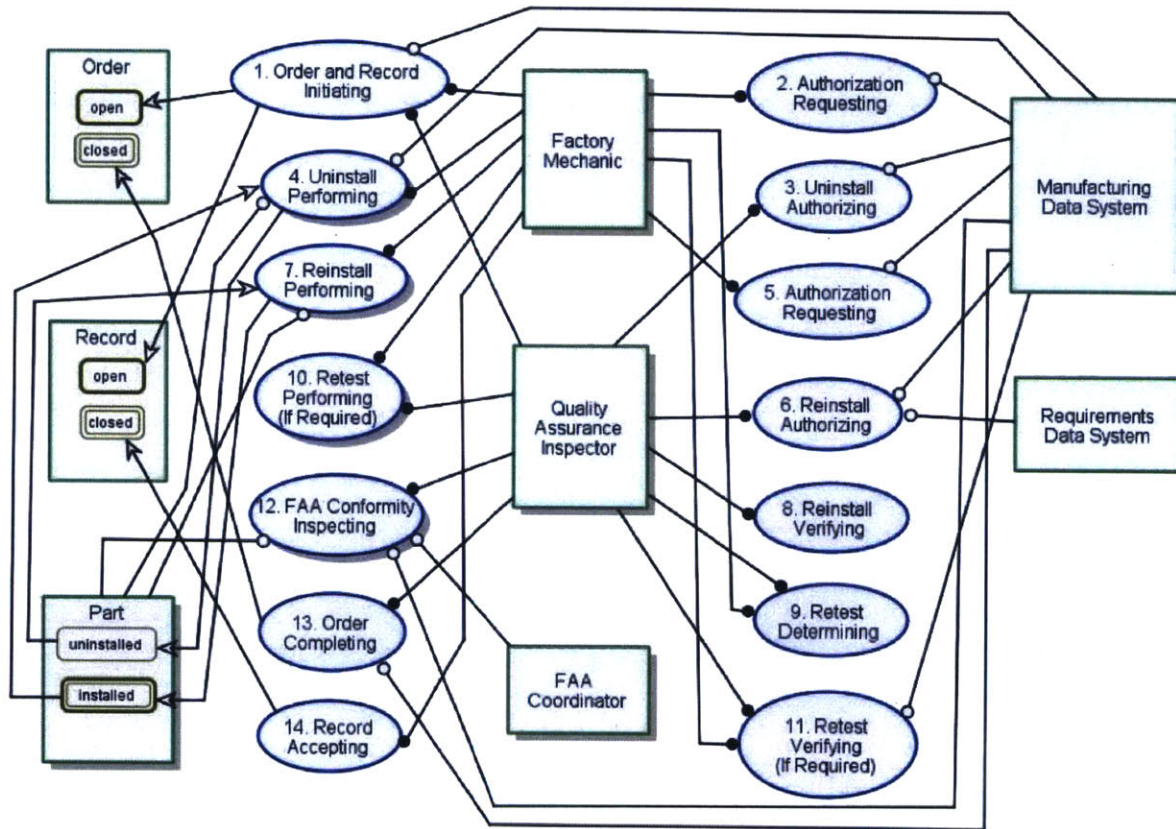 Order
open
closed
1. Order and Record
Initiating
Factory
Mechanic
2. Authorization
Requesting
Manufacturing
Data System
4. Uninstall
Performing
3. Uninstall
Authorizing
7. Reinstall
Performing
5. Authorization
Requesting
Record
open
closed
10. Retest
Performing
(If Required)
Quality
Assurance
Inspector
6. Reinstall
Authorizing
Requirements
Data System
12. FAA Conformity
Inspecting
8. Reinstall
Verifying
Part
uninstalled
installed
13. Order
Completing
9. Retest
Determining
FAA
Coordinator
14. Record
Accepting
11. Retest
Verifying
(If Required)